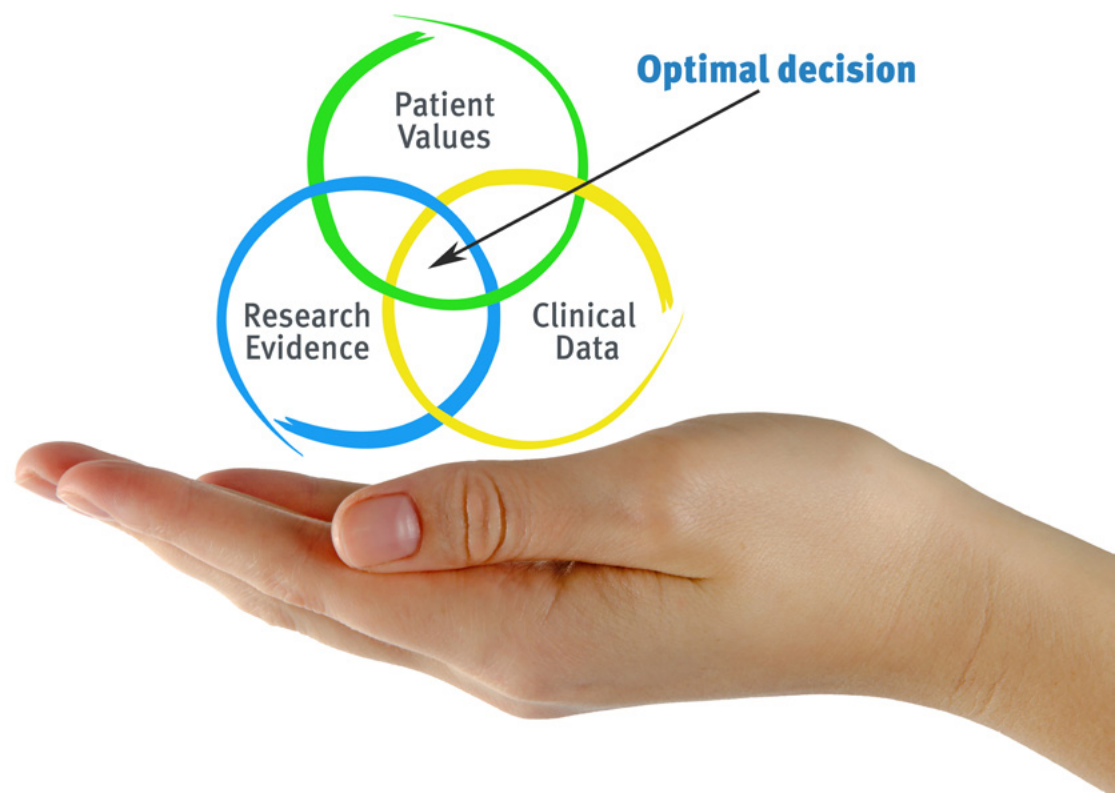 Optimal decision
Patient
Values
Research
Evidence
Clinical
Data